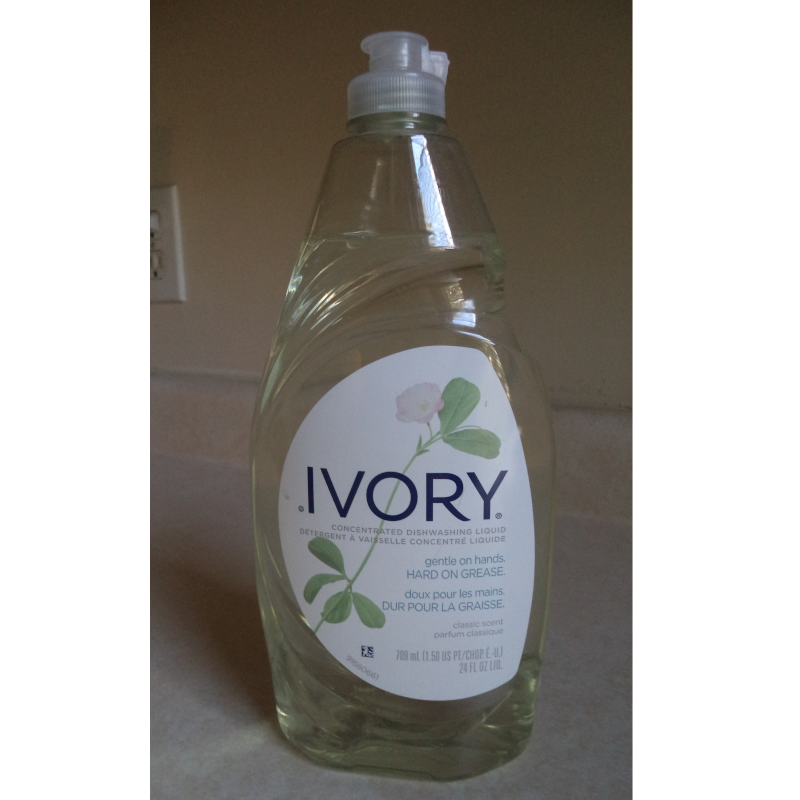 IVORY
CONCENTRATED DISHWASHING LIQUID
DÉTERGENT À VAISSELLE CONCENTRÉ LIQUIDE
gentle on hands.
HARD ON GREASE.
doux pour les mains.
DUR POUR LA GRAISSE.
classic scent
parfum classique
709 mL (1.50 US PT/CHOP. É.-U.)
24 FL OZ LIQ.